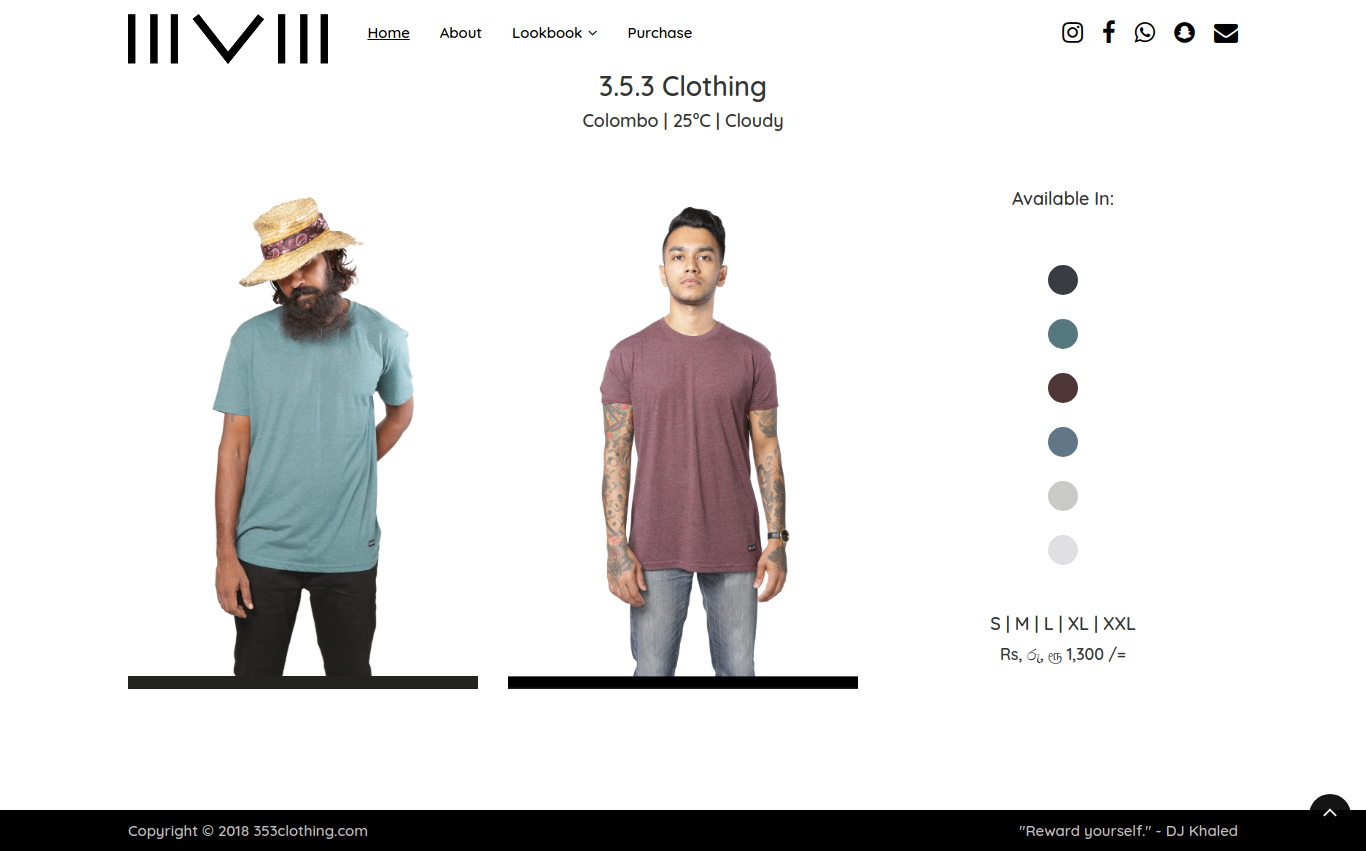 Home About Lookbook Purchase
3.5.3 Clothing
Colombo | 25°C | Cloudy
Available In:
S | M | L | XL | XXL
Rs, රු, ரூ 1,300 /=
Copyright © 2018 353clothing.com
"Reward yourself." - DJ Khaled